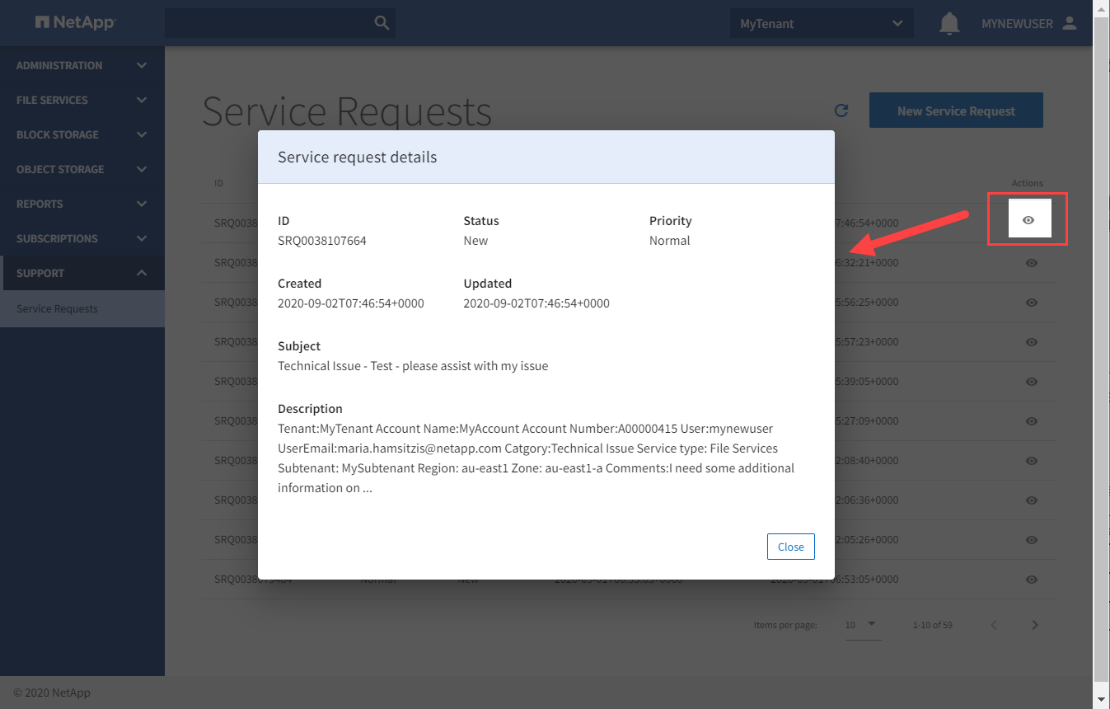 NetApp
MyTenant
MYNEWUSER
ADMINISTRATION
FILE SERVICES
BLOCK STORAGE
OBJECT STORAGE
REPORTS
SUBSCRIPTIONS
SUPPORT
Service Requests
Service Requests
New Service Request
ID
Actions
Service request details
ID Status Priority
SRQ0038107664 New Normal
Created Updated
2020-09-02T07:46:54+0000 2020-09-02T07:46:54+0000
Subject
Technical Issue - Test - please assist with my issue
Description
Tenant:MyTenant Account Name:MyAccount Account Number:A00000415 User:mynewuser
UserEmail:maria.hamsitzis@netapp.com Catgory:Technical Issue Service type: File Services
Subtenant: MySubtenant Region: au-east1 Zone: au-east1-a Comments:I need some additional
information on ...
Close
SRQ0038 7:46:54+0000
SRQ0038 6:32:21+0000
SRQ0038 5:56:25+0000
SRQ0038 5:57:23+0000
SRQ0038 5:39:05+0000
SRQ0038 5:27:09+0000
SRQ0038 2:08:40+0000
SRQ0038 2:06:36+0000
SRQ0038 2:05:26+0000
Normal New
Items per page: 10 1-10 of 59
© 2020 NetApp